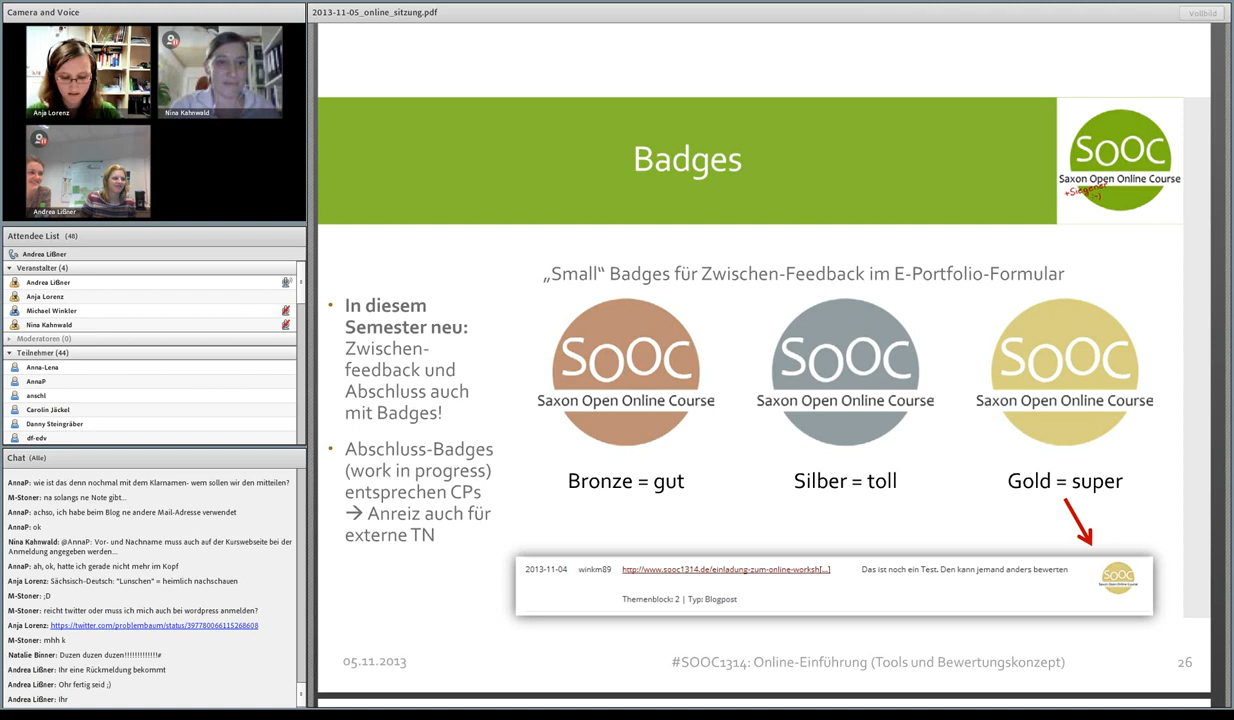 Camera and Voice
Anja Lorenz
Nina Kahnwald
Andrea Lißner
Attendee List (48)
Andrea Lißner
Veranstalter (4)
Andrea Lißner
Anja Lorenz
Michael Winkler
Nina Kahnwald
Moderatoren (0)
Teilnehmer (44)
Anna-Lena
AnnaP
anschl
Carolin Jäckel
Danny Steingräber
df-edv
Chat (Alle)
AnnaP: wie ist das denn nochmal mit dem Klarnamen- wem sollen wir den mitteilen?
M-Stoner: na solangs ne Note gibt...
AnnaP: achso, ich habe beim Blog ne andere Mail-Adresse verwendet
AnnaP: ok
Nina Kahnwald: @AnnaP: Vor- und Nachname muss auch auf der Kurswebseite bei der
Anmeldung angegeben werden...
AnnaP: ah, ok, hatte ich gerade nicht mehr im Kopf
Anja Lorenz: Sächsisch-Deutsch: "Lunschen" = heimlich nachschauen
M-Stoner: ;D
M-Stoner: reicht twitter oder muss ich mich auch bei wordpress anmelden?
Anja Lorenz: https://twitter.com/problembaum/status/397780066115268608
M-Stoner: mhh k
Natalie Binner: Duzen duzen duzen!!!!!!!!!!!!!#
Andrea Lißner: Ihr eine Rückmeldung bekommt
Andrea Lißner: Ohr fertig seid ;)
Andrea Lißner: Ihr
2013-11-05_online_sitzung.pdf
Vollbild
Badges
SOOC
Saxon Open Online Course
+Siegener
:-)
„Small“ Badges für Zwischen-Feedback im E-Portfolio-Formular
• In diesem
Semester neu:
Zwischen-
feedback und
Abschluss auch
mit Badges!
• Abschluss-Badges
(work in progress)
entsprechen CPs
→ Anreiz auch für
externe TN
SOOC
Saxon Open Online Course
Bronze = gut
SOOC
Saxon Open Online Course
Silber = toll
SOOC
Saxon Open Online Course
Gold = super
2013-11-04 winkm89 http://www.sooc1314.de/einladung-zum-online-worksh[...] Das ist noch ein Test. Den kann jemand anders bewerten
SOOC
Themenblock: 2 | Typ: Blogpost
05.11.2013
#SOOC1314: Online-Einführung (Tools und Bewertungskonzept)
26